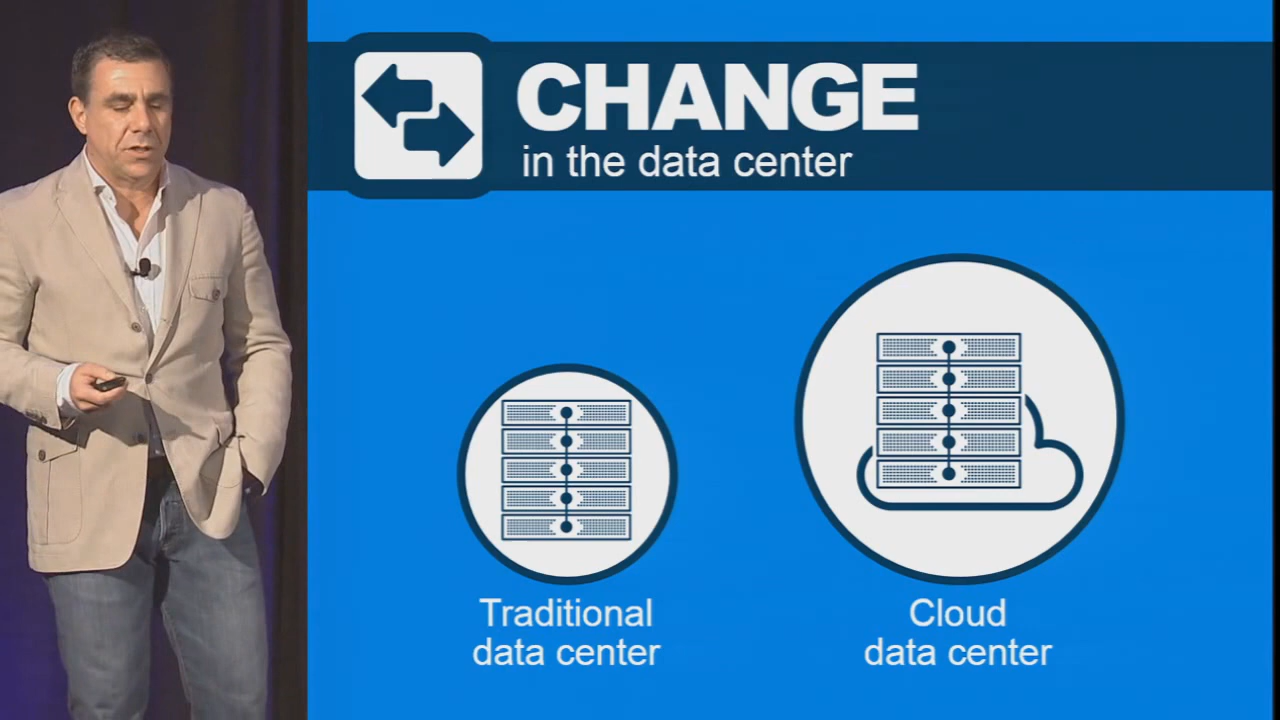 CHANGE
in the data center
Traditional
data center
Cloud
data center